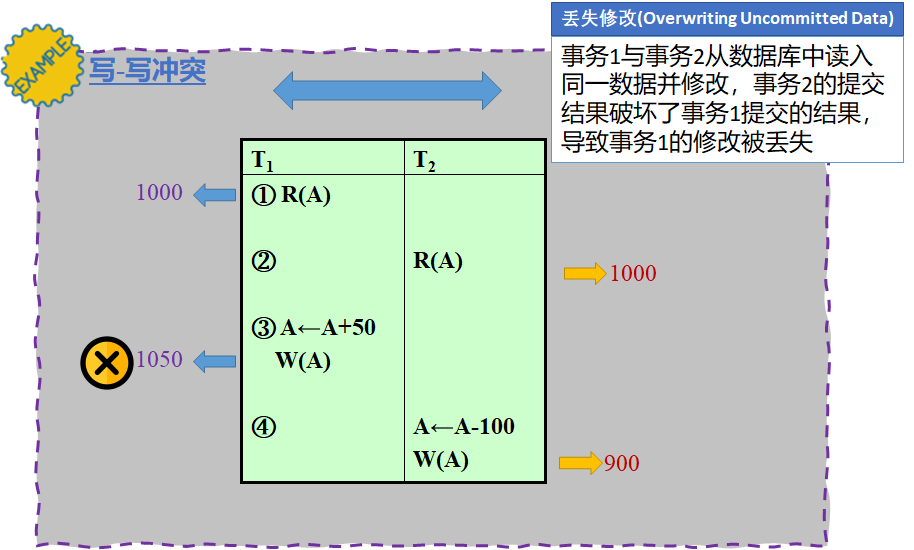 丢失修改(Overwriting Uncommitted Data)
事务1与事务2从数据库中读入
同一数据并修改，事务2的提交
结果破坏了事务1提交的结果，
导致事务1的修改被丢失
EXAMPLE
写-写冲突
T1 T2
1000 ① R(A)
② R(A) 1000
③ A←A+50
1050 W(A)
④ A←A-100
W(A) 900